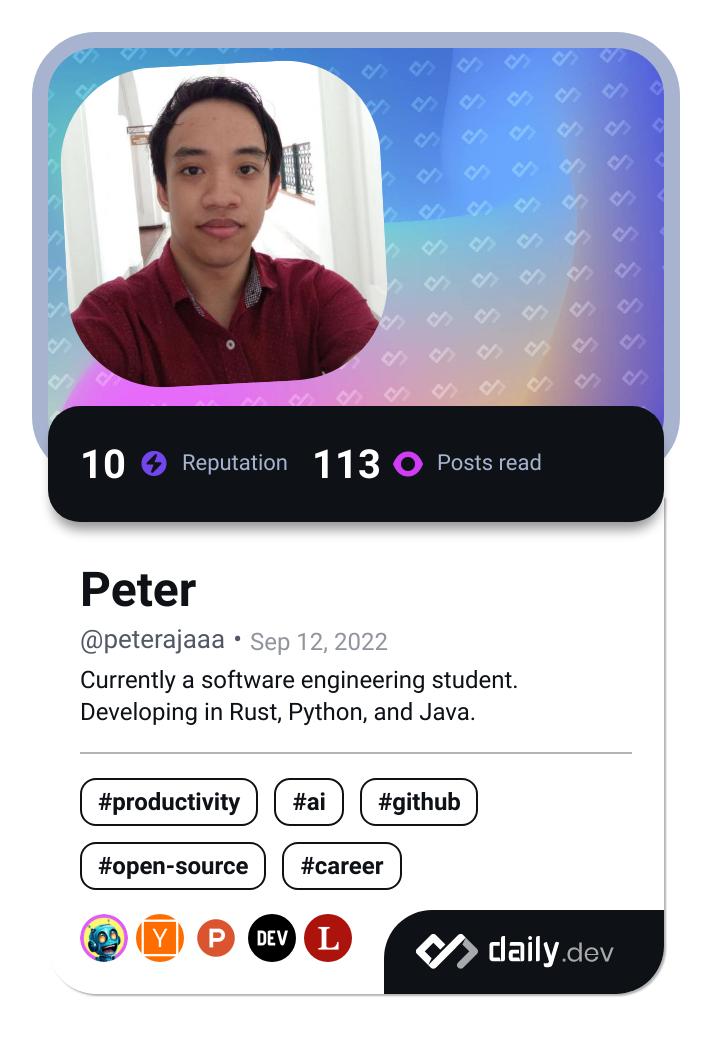 10 Reputation 113 Posts read
Peter
@peterajaaa • Sep 12, 2022
Currently a software engineering student.
Developing in Rust, Python, and Java.
#productivity #ai #github
#open-source #career
Y P DEV L
daily.dev